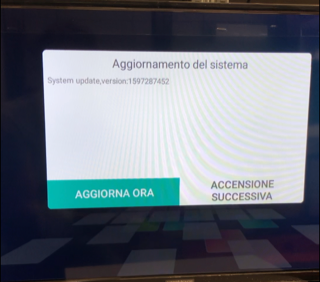 Aggiornamento del sistema
System update,version:1597287452
AGGIORNA ORA
ACCENSIONE
SUCCESSIVA